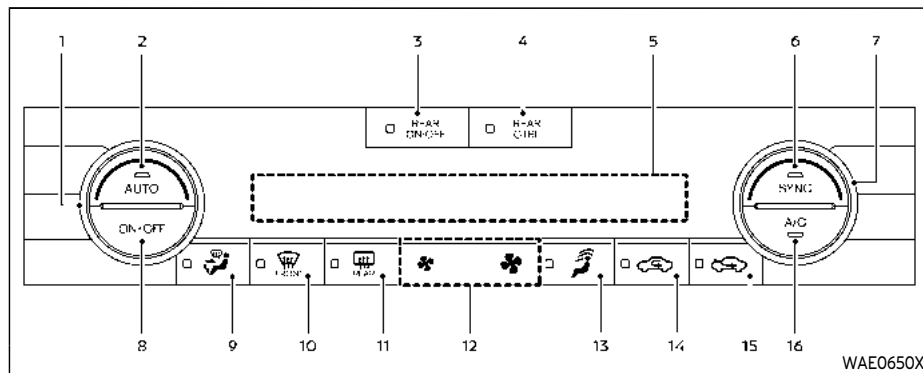 1 2 3 4 5 6 7
REAR
ON•OFF
REAR
CTRL
AUTO
ON•OFF
SYNC
A/C
FRONT
REAR
8 9 10 11 12 13 14 15 16
WAE0650X